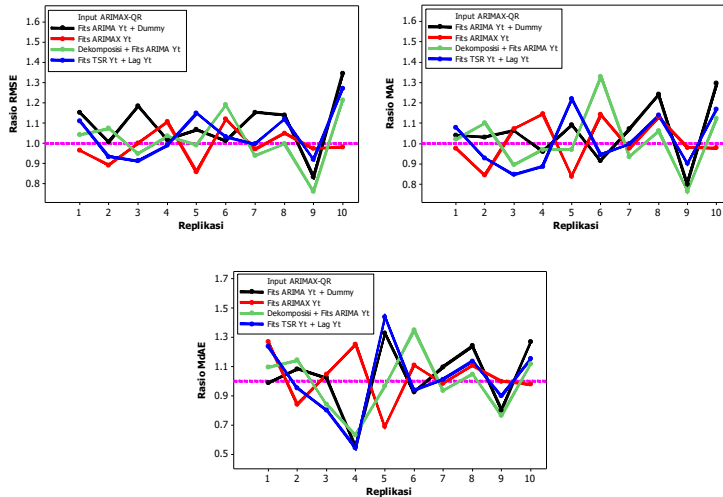 Input ARIMAX-QR
Fits ARIMA Yt + Dummy
Fits ARIMAX Yt
Dekomposisi + Fits ARIMA Yt
Fits TSR Yt + Lag Yt
Rasio RMSE
1.6
1.5
1.4
1.3
1.2
1.1
1.0
0.9
0.8
1 2 3 4 5 6 7 8 9 10
Replikasi
Input ARIMAX-QR
Fits ARIMA Yt + Dummy
Fits ARIMAX Yt
Dekomposisi + Fits ARIMA Yt
Fits TSR Yt + Lag Yt
Rasio MAE
1.6
1.5
1.4
1.3
1.2
1.1
1.0
0.9
0.8
1 2 3 4 5 6 7 8 9 10
Replikasi
Input ARIMAX-QR
Fits ARIMA Yt + Dummy
Fits ARIMAX Yt
Dekomposisi + Fits ARIMA Yt
Fits TSR Yt + Lag Yt
Rasio MdAE
1.7
1.5
1.3
1.1
0.9
0.7
0.5
1 2 3 4 5 6 7 8 9 10
Replikasi